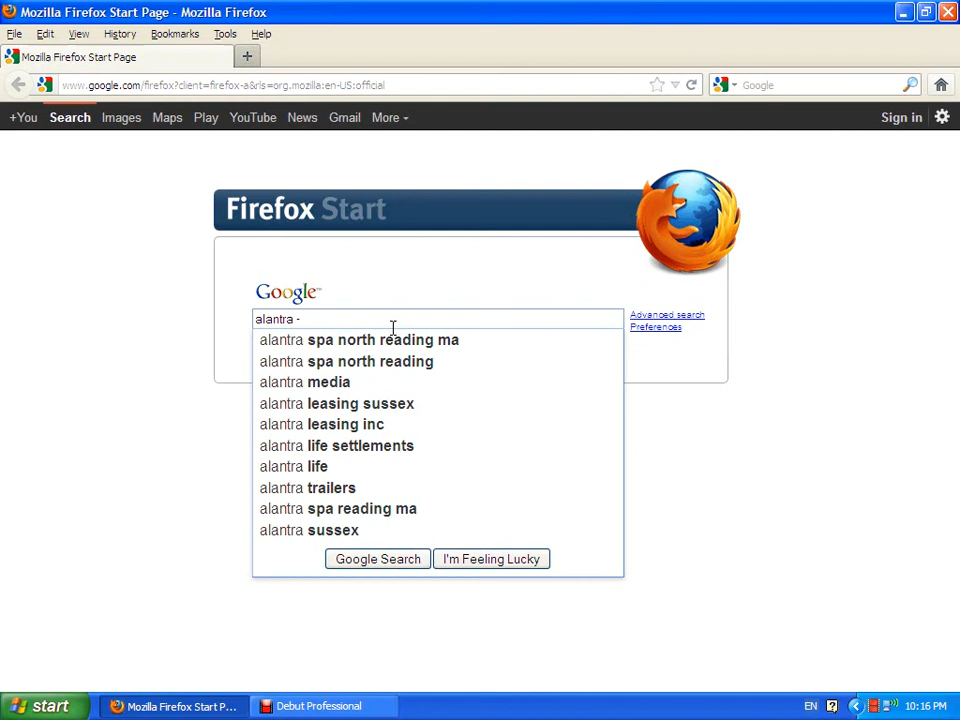 Mozilla Firefox Start Page - Mozilla Firefox
File Edit View History Bookmarks Tools Help
Mozilla Firefox Start Page
www.google.com/firefox?client=firefox-a&rls=org.mozilla:en-US:official
Google
+You Search Images Maps Play YouTube News Gmail More Sign in
Firefox Start
Google™
alantra -
Advanced search
Preferences
alantra spa north reading ma
alantra spa north reading
alantra media
alantra leasing sussex
alantra leasing inc
alantra life settlements
alantra life
alantra trailers
alantra spa reading ma
alantra sussex
Google Search I'm Feeling Lucky
start Mozilla Firefox Start P... Debut Professional EN 10:16 PM